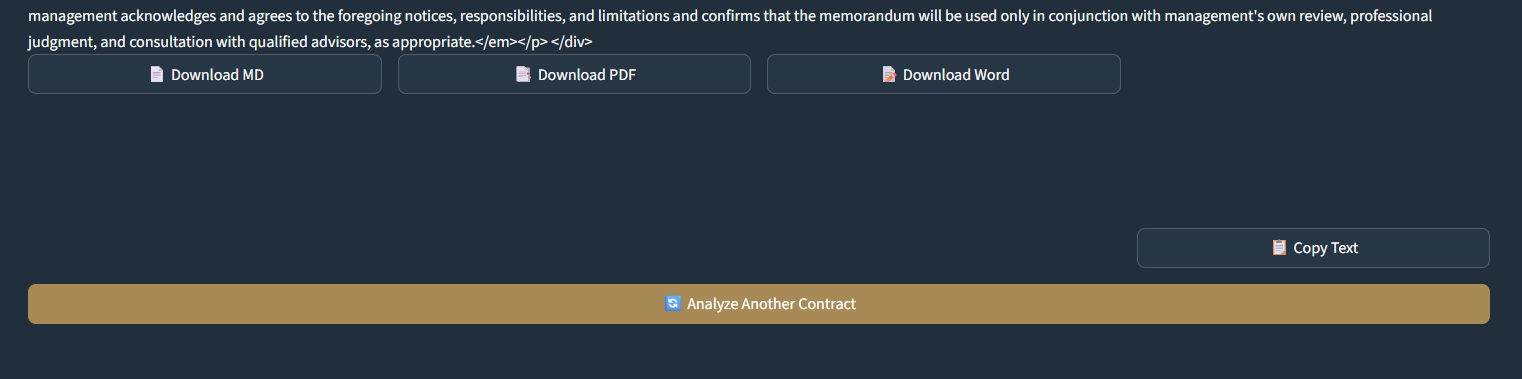 management acknowledges and agrees to the foregoing notices, responsibilities, and limitations and confirms that the memorandum will be used only in conjunction with management's own review, professional
judgment, and consultation with qualified advisors, as appropriate.</em></p> </div>
Download MD
Download PDF
Download Word
Copy Text
Analyze Another Contract